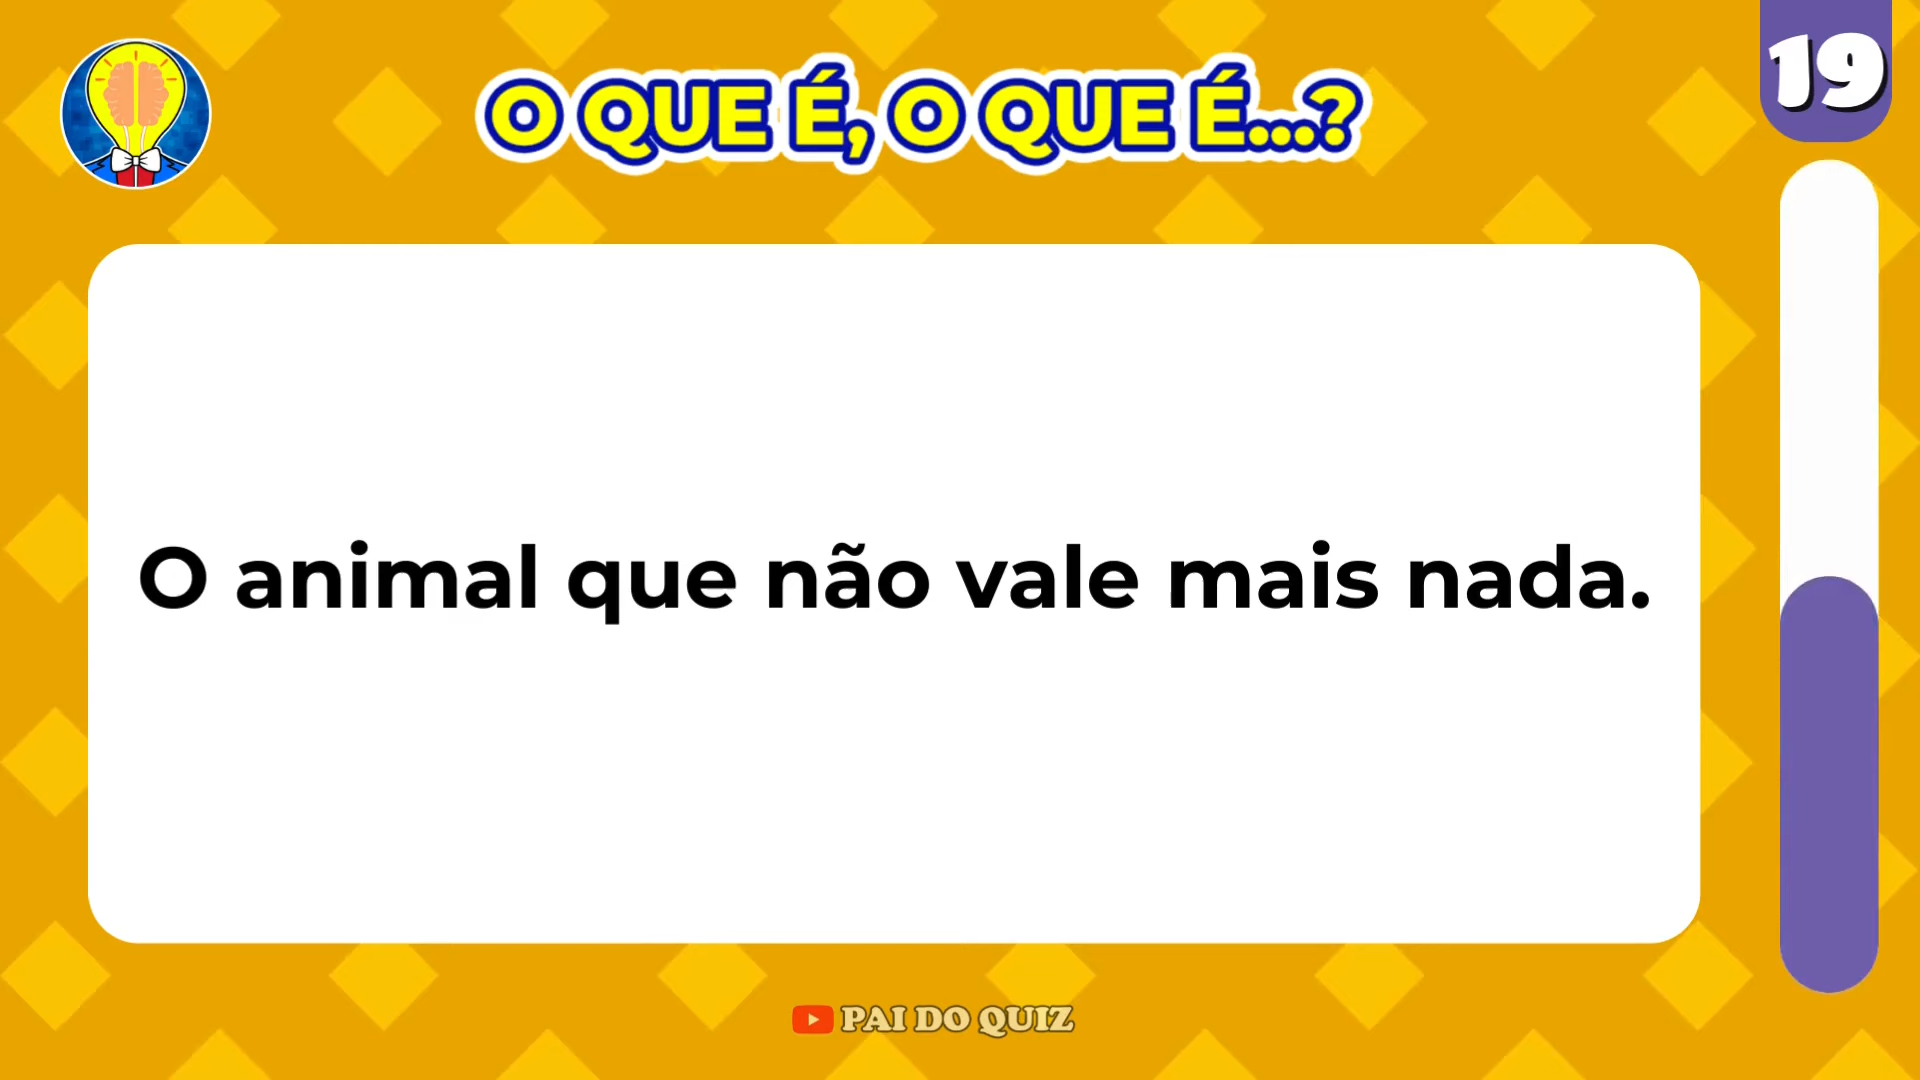 O QUE É, O QUE É...?
19
O animal que não vale mais nada.
PAI DO QUIZ